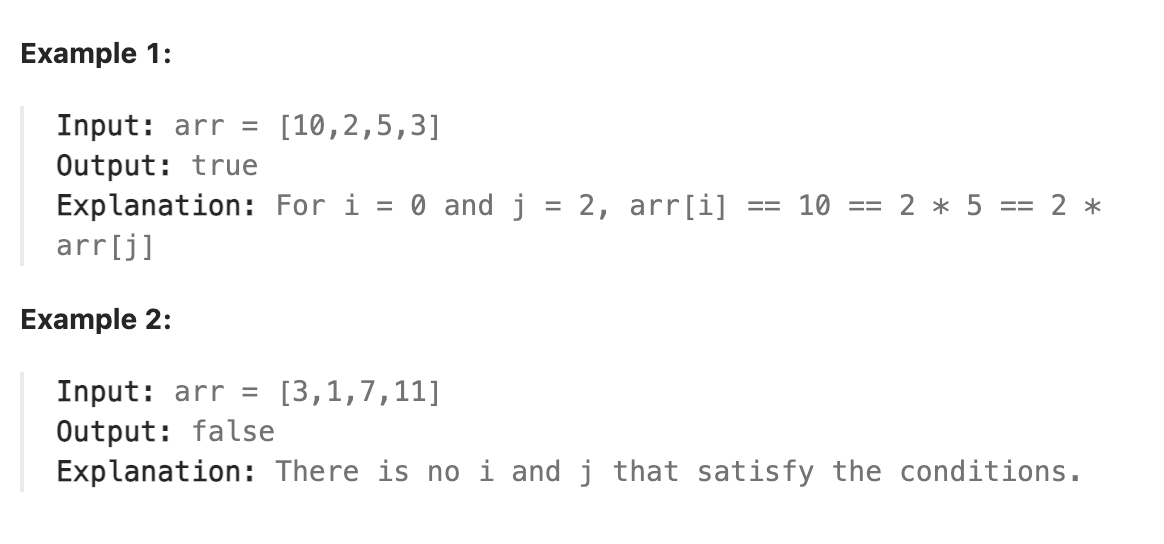 Example 1:
Input: arr = [10,2,5,3]
Output: true
Explanation: For i = 0 and j = 2, arr[i] == 10 == 2 * 5 == 2 *
arr[j]
Example 2:
Input: arr = [3,1,7,11]
Output: false
Explanation: There is no i and j that satisfy the conditions.